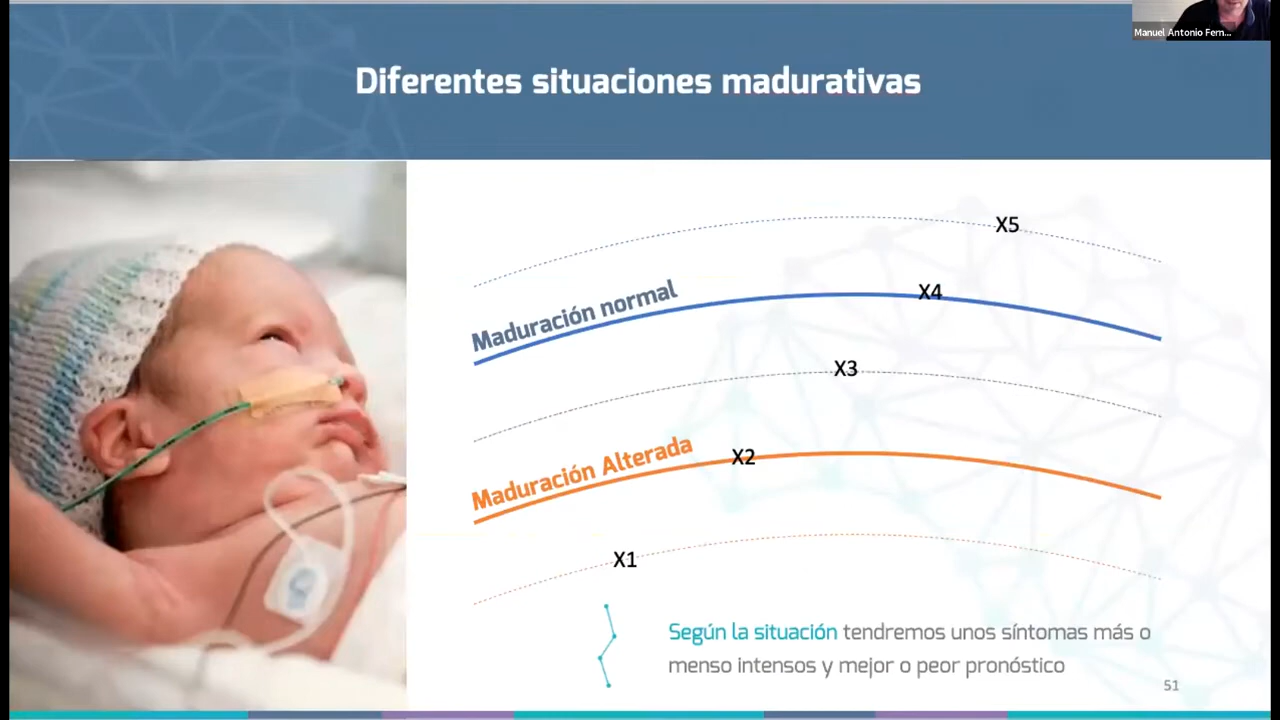 Manuel Antonio Fern...
Diferentes situaciones madurativas
X5
Maduración normal
X4
X3
Maduración Alterada
X2
X1
Según la situación tendremos unos síntomas más o
menso intensos y mejor o peor pronóstico
51